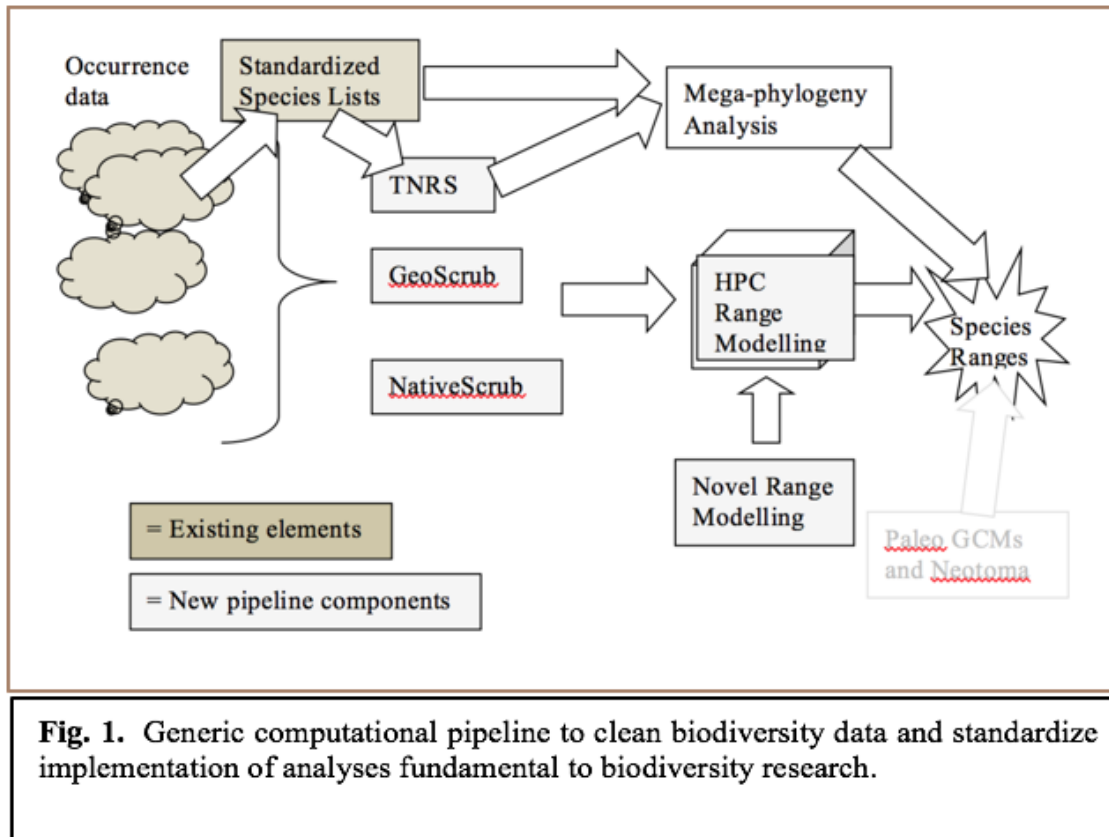 Occurrence
data
Standardized
Species Lists
Mega-phylogeny
Analysis
TNRS
GeoScrub
HPC
Range
Modelling
Species
Ranges
NativeScrub
Novel Range
Modelling
Paleo GCMs
and Neotoma
= Existing elements
= New pipeline components
Fig. 1. Generic computational pipeline to clean biodiversity data and standardize
implementation of analyses fundamental to biodiversity research.